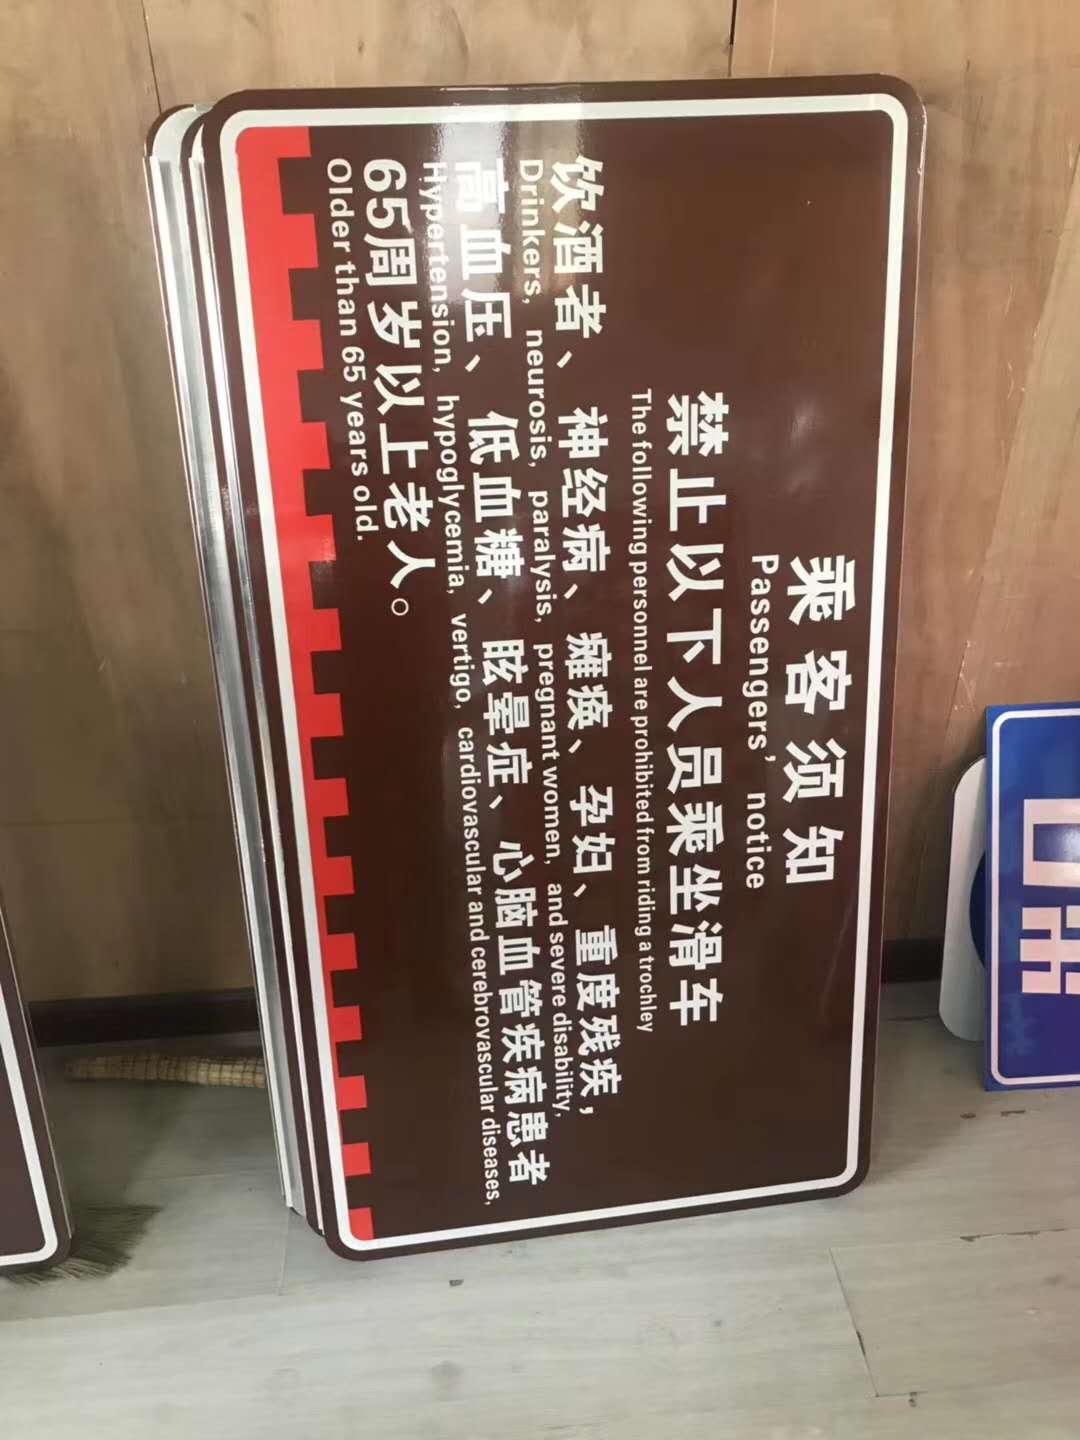 乘客须知
Passengers' notice
禁止以下人员乘坐滑车
The following personnel are prohibited from riding a trochley
饮酒者、神经病、瘫痪、孕妇、重度残疾,
Drinkers, neurosis, paralysis, pregnant women, and severe disability,
高血压、低血糖、眩晕症、心脑血管疾病患者
Hypertension, hypoglycemia, vertigo, cardiovascular and cerebrovascular diseases,
65周岁以上老人。
Older than 65 years old.